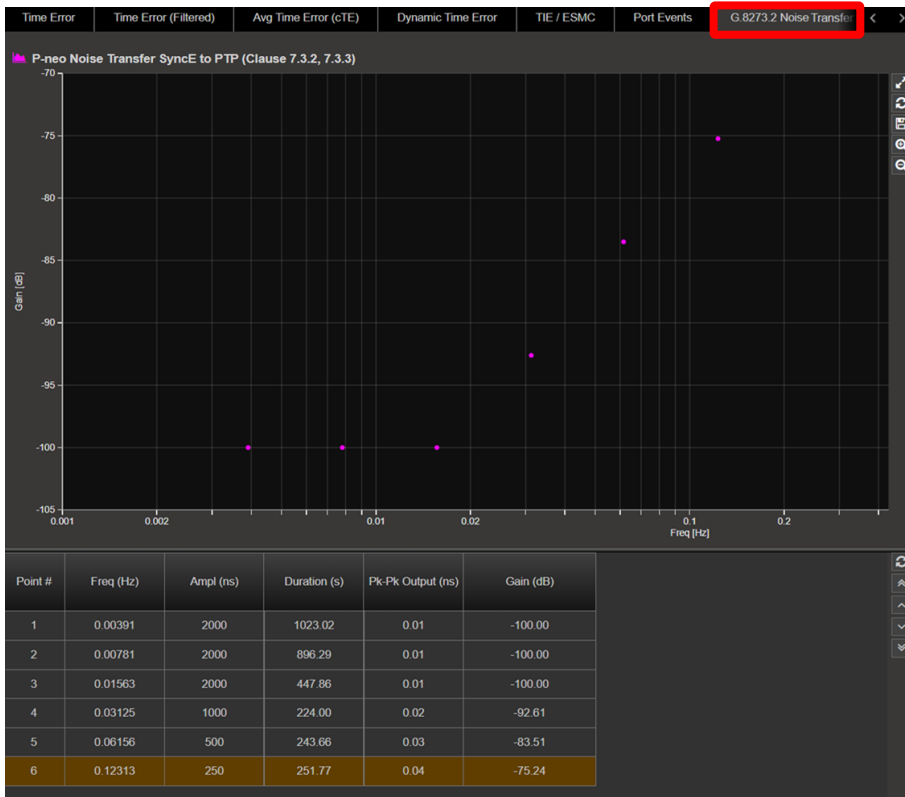 Time Error Time Error (Filtered) Avg Time Error (cTE) Dynamic Time Error TIE / ESMC Port Events G.8273.2 Noise Transfer
P-neo Noise Transfer SyncE to PTP (Clause 7.3.2, 7.3.3)
-70
-75
-80
-85
Gain [dB]
-90
-95
-100
-105
0.001 0.002 0.01 0.02 0.1 0.2
Freq [Hz]
Point # Freq (Hz) Ampl (ns) Duration (s) Pk-Pk Output (ns) Gain (dB)
1 0.00391 2000 1023.02 0.01 -100.00
2 0.00781 2000 896.29 0.01 -100.00
3 0.01563 2000 447.86 0.01 -100.00
4 0.03125 1000 224.00 0.02 -92.61
5 0.06156 500 243.66 0.03 -83.51
6 0.12313 250 251.77 0.04 -75.24